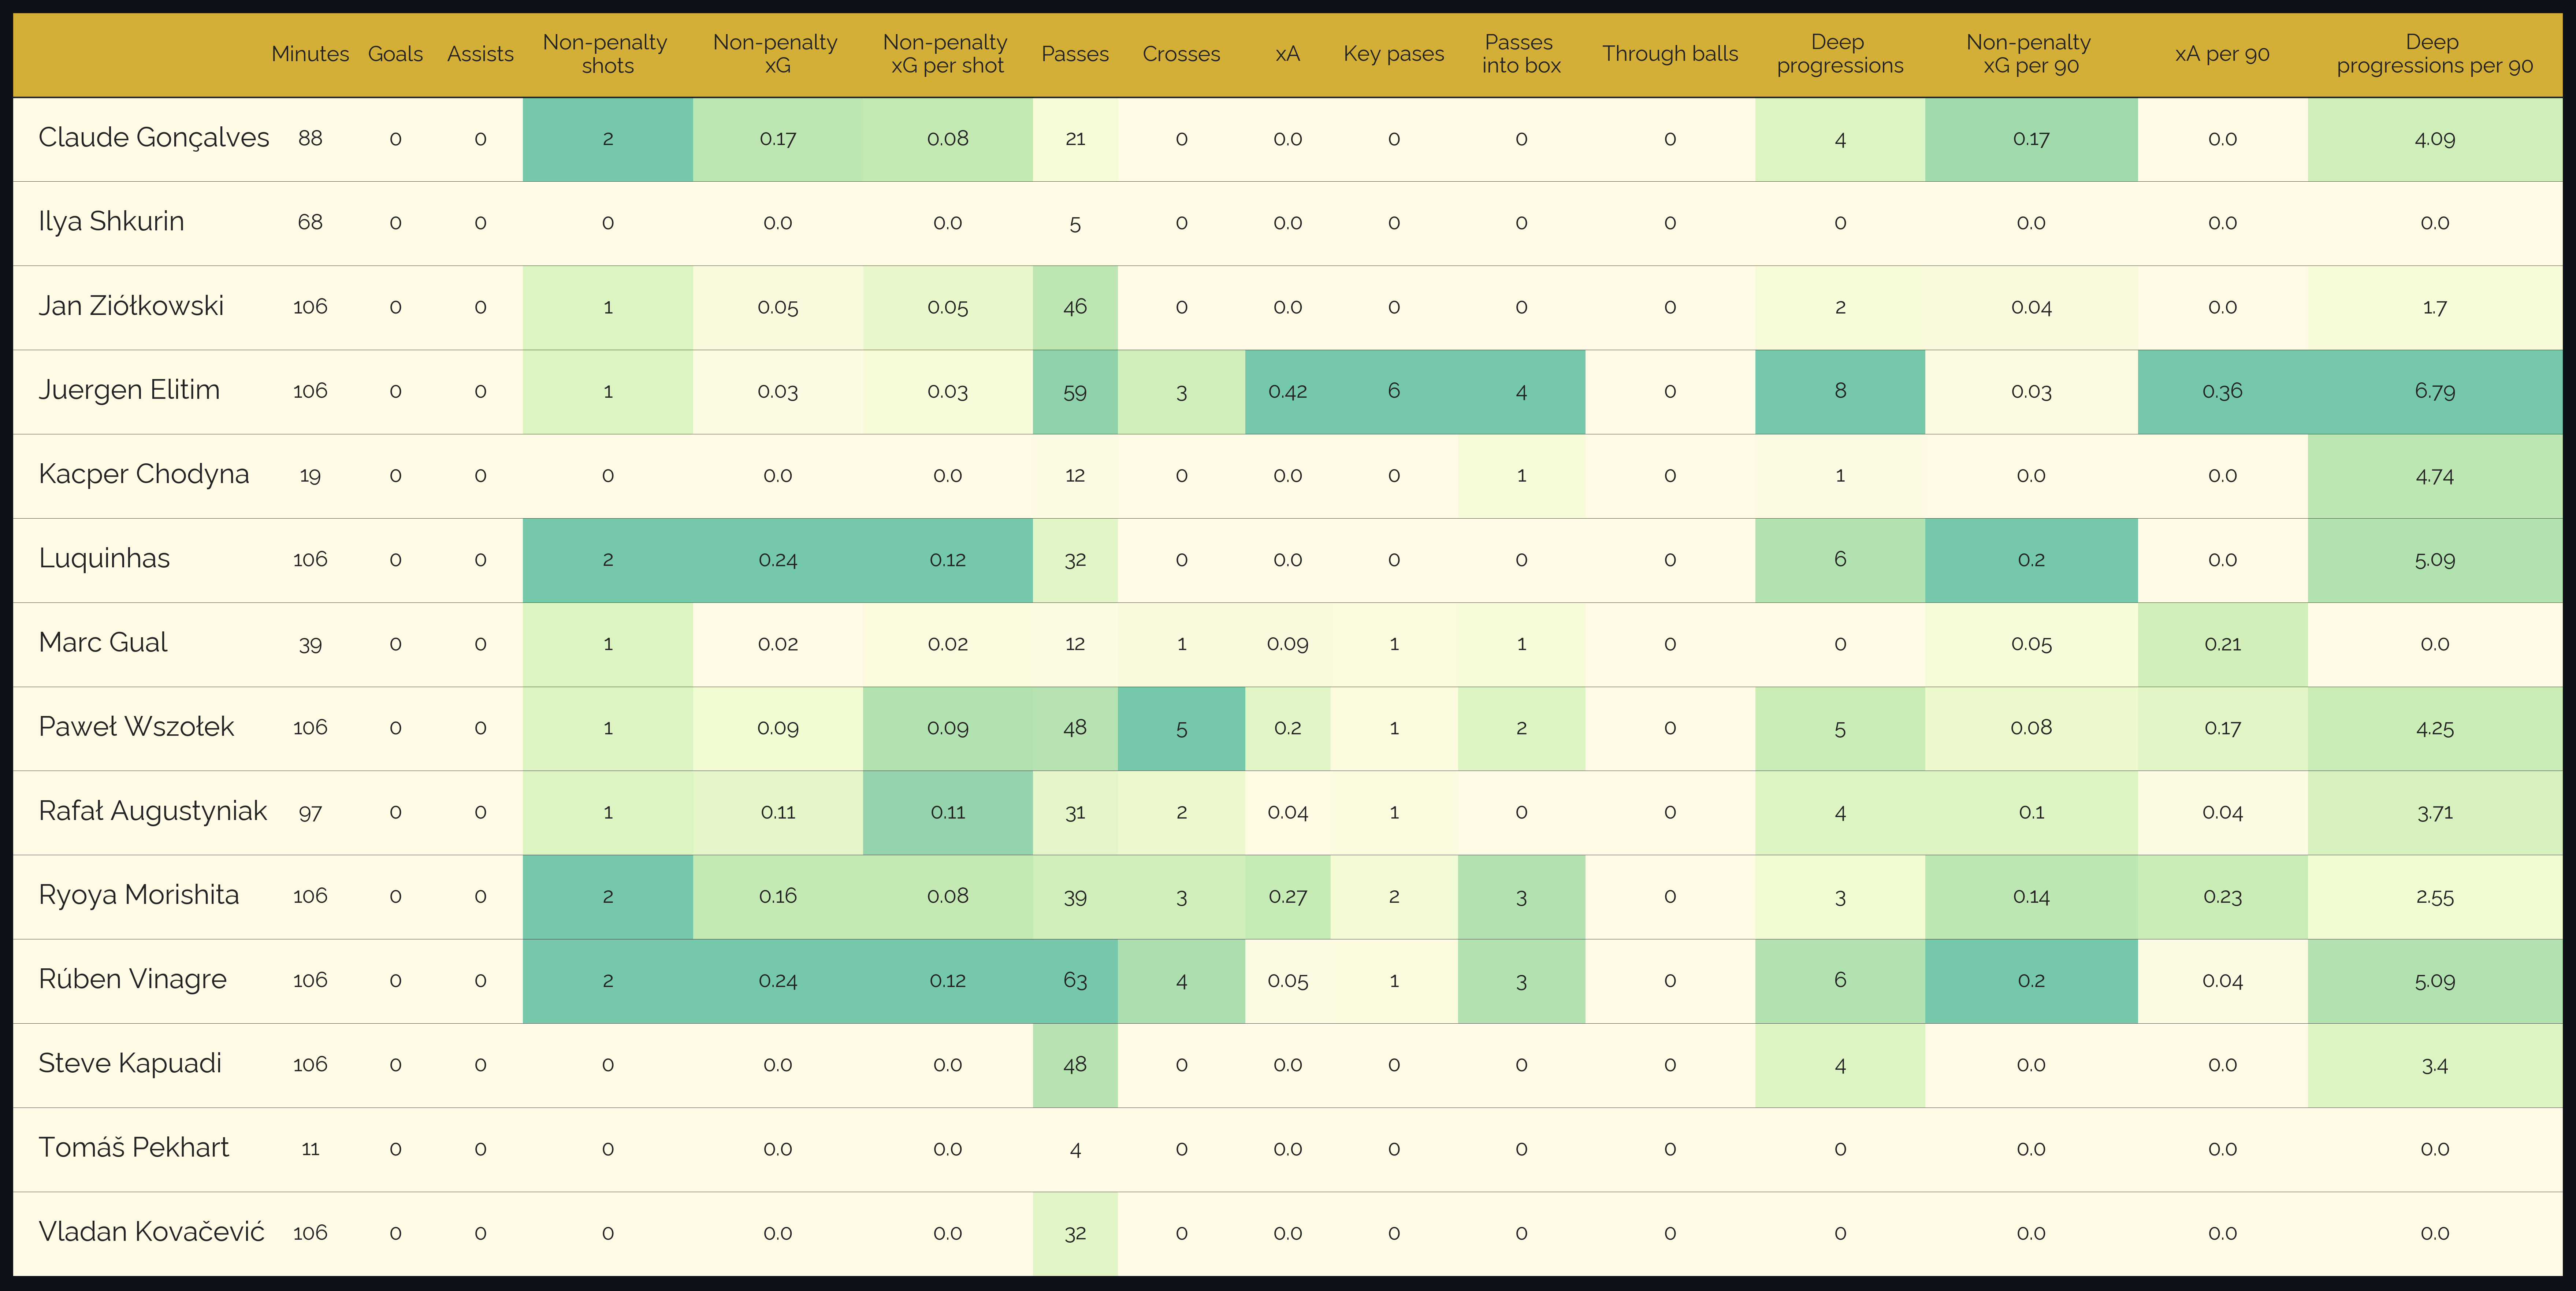 Minutes Goals Assists Non-penalty shots Non-penalty xG Non-penalty xG per shot Passes Crosses xA Key pases Passes into box Through balls Deep progressions Non-penalty xG per 90 xA per 90 Deep progressions per 90
Claude Gonçalves 88 0 0 2 0.17 0.08 21 0 0.0 0 0 0 4 0.17 0.0 4.09
Ilya Shkurin 68 0 0 0 0.0 0.0 5 0 0.0 0 0 0 0 0.0 0.0 0.0
Jan Ziółkowski 106 0 0 1 0.05 0.05 46 0 0.0 0 0 0 2 0.04 0.0 1.7
Juergen Elitim 106 0 0 1 0.03 0.03 59 3 0.42 6 4 0 8 0.03 0.36 6.79
Kacper Chodyna 19 0 0 0 0.0 0.0 12 0 0.0 0 1 0 1 0.0 0.0 4.74
Luquinhas 106 0 0 2 0.24 0.12 32 0 0.0 0 0 0 6 0.2 0.0 5.09
Marc Gual 39 0 0 1 0.02 0.02 12 1 0.09 1 1 0 0 0.05 0.21 0.0
Paweł Wszołek 106 0 0 1 0.09 0.09 48 5 0.2 1 2 0 5 0.08 0.17 4.25
Rafał Augustyniak 97 0 0 1 0.11 0.11 31 2 0.04 1 0 0 4 0.1 0.04 3.71
Ryoya Morishita 106 0 0 2 0.16 0.08 39 3 0.27 2 3 0 3 0.14 0.23 2.55
Rúben Vinagre 106 0 0 2 0.24 0.12 63 4 0.05 1 3 0 6 0.2 0.04 5.09
Steve Kapuadi 106 0 0 0 0.0 0.0 48 0 0.0 0 0 0 4 0.0 0.0 3.4
Tomáš Pekhart 11 0 0 0 0.0 0.0 4 0 0.0 0 0 0 0 0.0 0.0 0.0
Vladan Kovačević 106 0 0 0 0.0 0.0 32 0 0.0 0 0 0 0 0.0 0.0 0.0